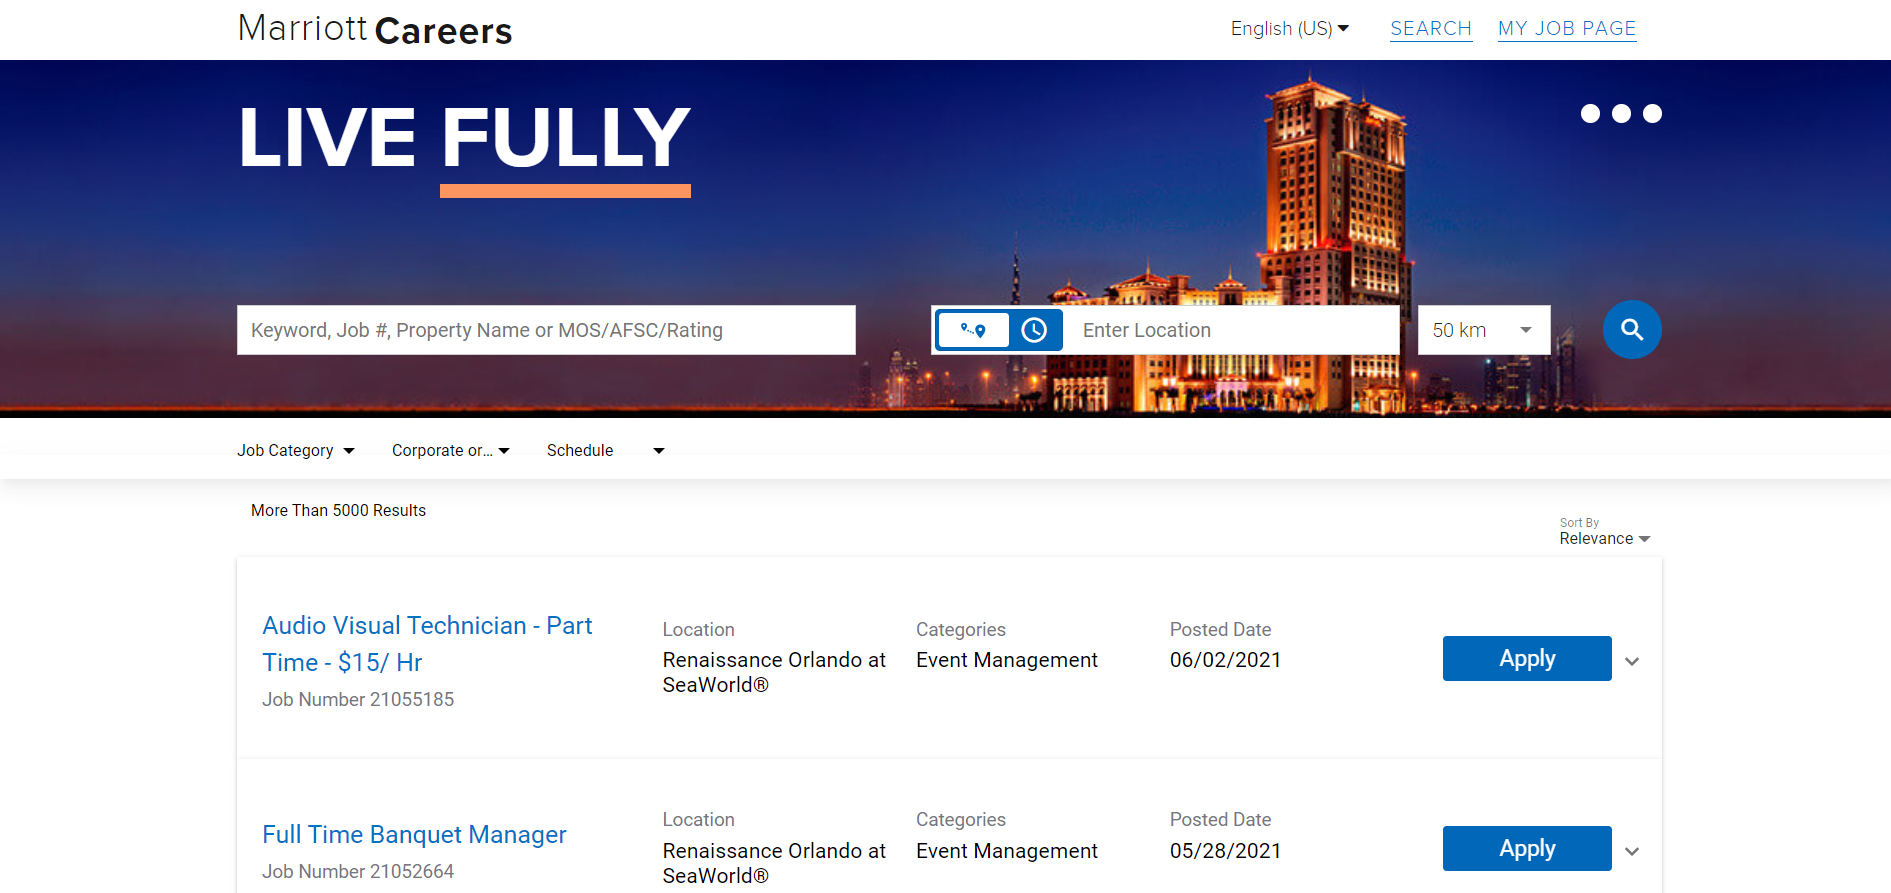 Marriott Careers
English (US)
SEARCH
MY JOB PAGE
LIVE FULLY
Keyword, Job #, Property Name or MOS/AFSC/Rating
Enter Location
50 km
Job Category
Corporate or...
Schedule
More Than 5000 Results
Sort By
Relevance
Audio Visual Technician - Part
Time - $15/ Hr
Job Number 21055185
Location
Renaissance Orlando at
SeaWorld®
Categories
Event Management
Posted Date
06/02/2021
Apply
Full Time Banquet Manager
Job Number 21052664
Location
Renaissance Orlando at
SeaWorld®
Categories
Event Management
Posted Date
05/28/2021
Apply